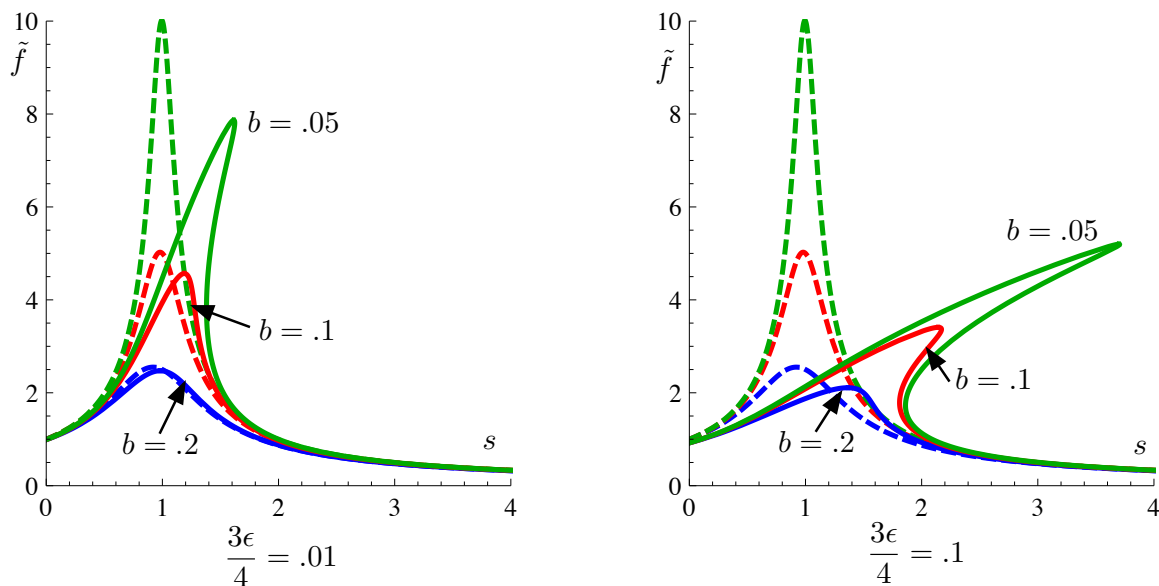 10
f̃
8
b = .05
6
4
b = .1
2
b = .2
s
0
0 1 2 3 4
3ϵ/4 = .01
10
f̃
8
6
b = .05
4
b = .1
2
b = .2
s
0
0 1 2 3 4
3ϵ/4 = .1